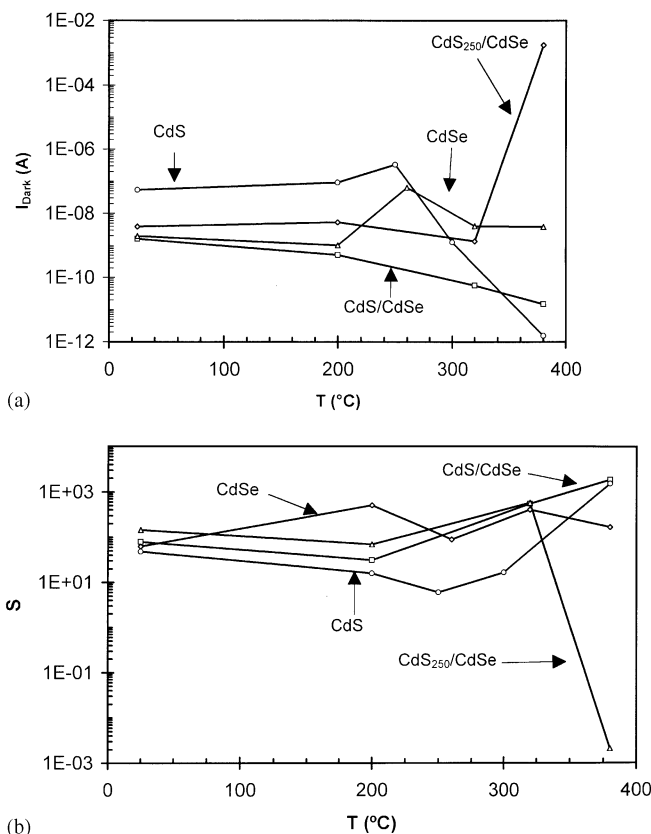 1E-02
CdS₂₅₀/CdSe
1E-04
CdS
CdSe
1E-06
I_Dark (A)
1E-08
1E-10
CdS/CdSe
1E-12
0 100 200 300 400
(a)
T (°C)
CdS/CdSe
1E+03
CdSe
1E+01
S
CdS
CdS₂₅₀/CdSe
1E-01
1E-03
0 100 200 300 400
(b)
T (ºC)